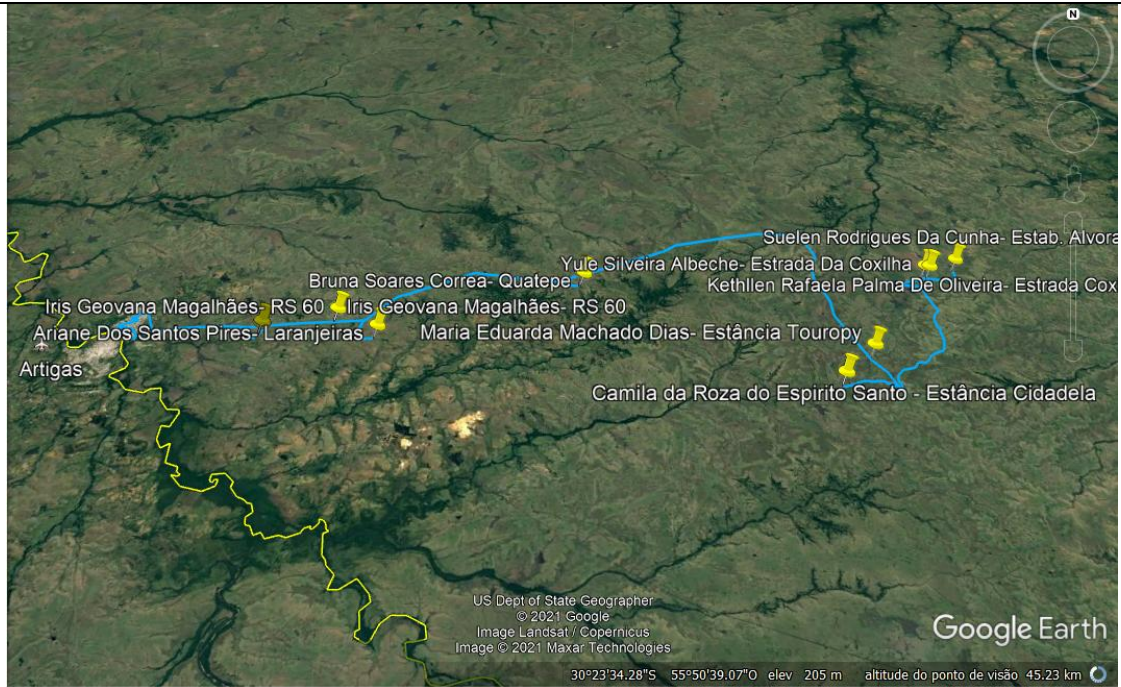 N
Suelen Rodrigues Da Cunha- Estab. Alvora
Yule Silveira Albeche- Estrada Da Coxilha
Bruna Soares Correa- Quatepe
Kethllen Rafaela Palma De Oliveira- Estrada Cox
Iris Geovana Magalhães- RS 60
Iris Geovana Magalhães- RS 60
Ariane Dos Santos Pires- Laranjeiras
Maria Eduarda Machado Dias- Estância Touropy
Artigas
Camila da Roza do Espirito Santo - Estância Cidadela
US Dept of State Geographer
© 2021 Google
Image Landsat / Copernicus
Image © 2021 Maxar Technologies
Google Earth
30°23'34.28"S 55°50'39.07"O elev 205 m altitude do ponto de visão 45.23 km